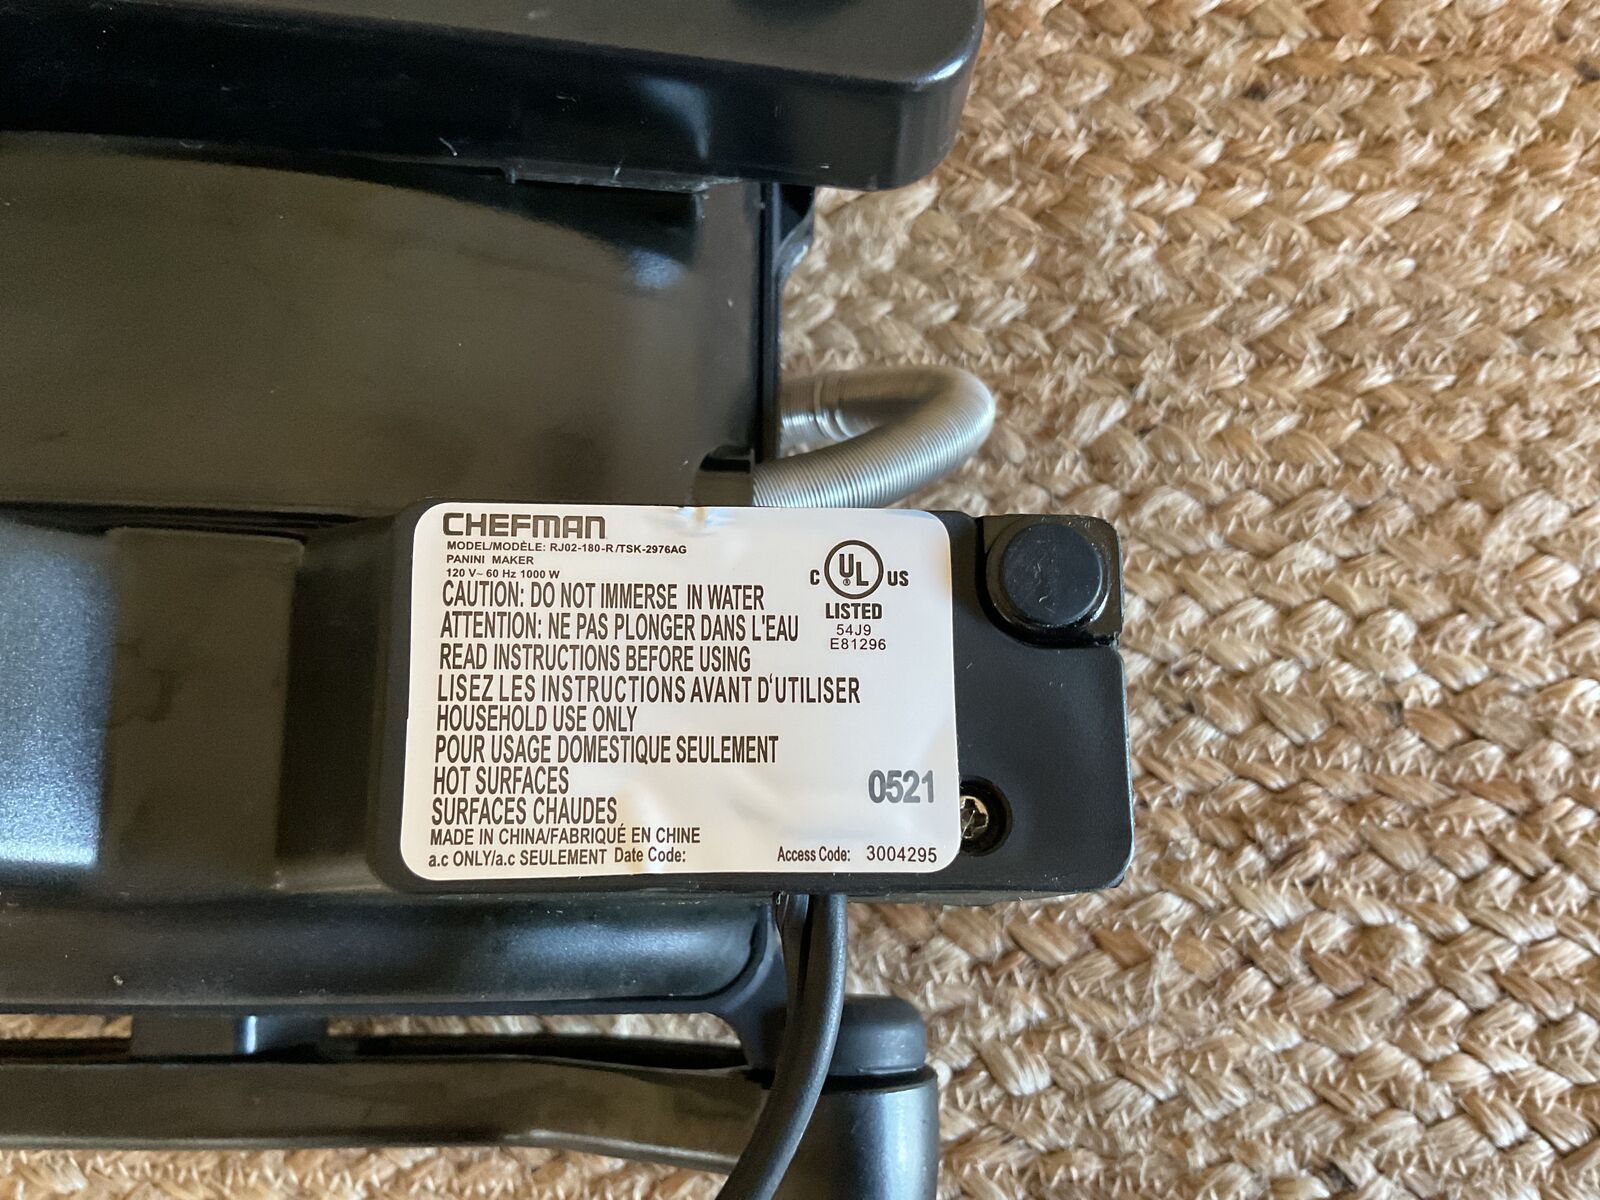 CHEFMAN
MODEL/MODÈLE: RJ02-180-R/TSK-2976AG
PANINI MAKER
120 V~ 60 Hz 1000 W
CAUTION: DO NOT IMMERSE IN WATER
ATTENTION: NE PAS PLONGER DANS L'EAU
READ INSTRUCTIONS BEFORE USING
LISEZ LES INSTRUCTIONS AVANT D'UTILISER
HOUSEHOLD USE ONLY
POUR USAGE DOMESTIQUE SEULEMENT
HOT SURFACES
SURFACES CHAUDES
MADE IN CHINA/FABRIQUÉ EN CHINE
a.c ONLY/a.c SEULEMENT Date Code:
C UL ® US
LISTED
54J9
E81296
0521
Access Code: 3004295